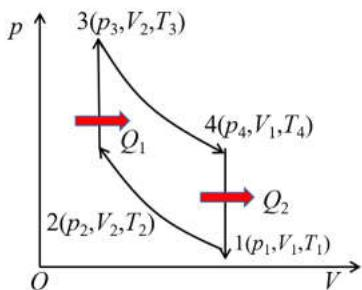 p
3(p₃,V₂,T₃)
4(p₄,V₁,T₄)
Q₁
Q₂
2(p₂,V₂,T₂)
1(p₁,V₁,T₁)
O
V